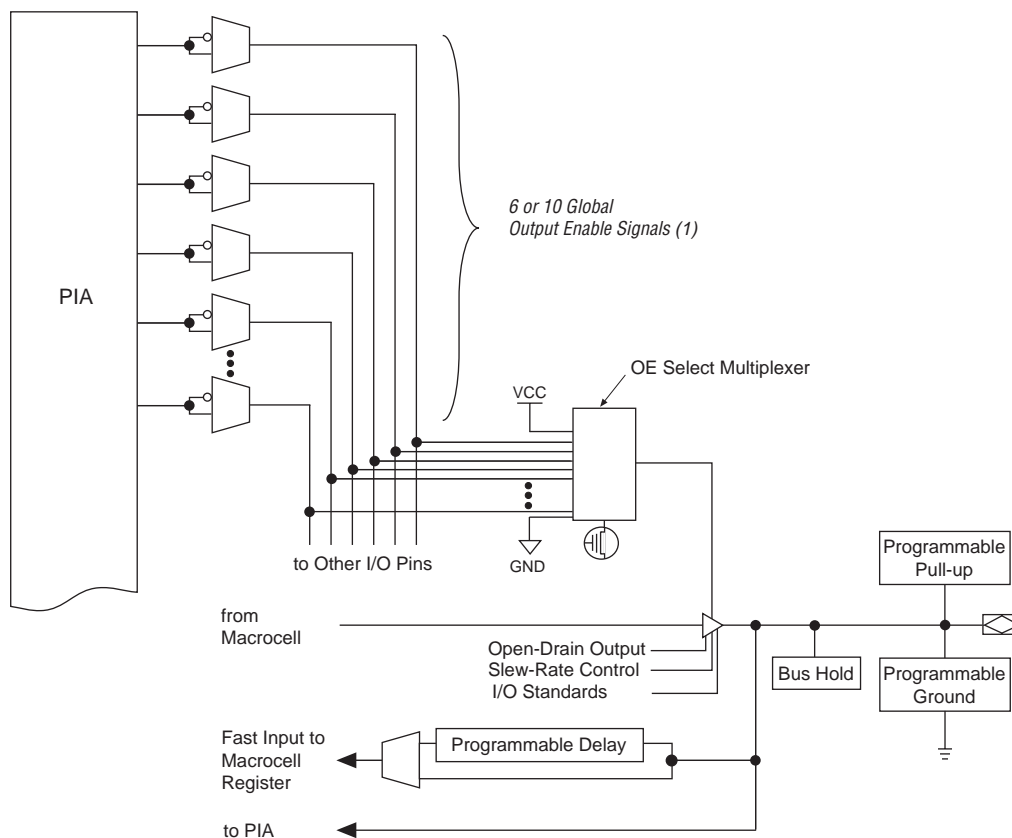 PIA
6 or 10 Global
Output Enable Signals (1)
OE Select Multiplexer
VCC
GND
to Other I/O Pins
Programmable
Pull-up
from
Macrocell
Open-Drain Output
Slew-Rate Control
I/O Standards
Bus Hold
Programmable
Ground
Fast Input to
Macrocell
Register
Programmable Delay
to PIA